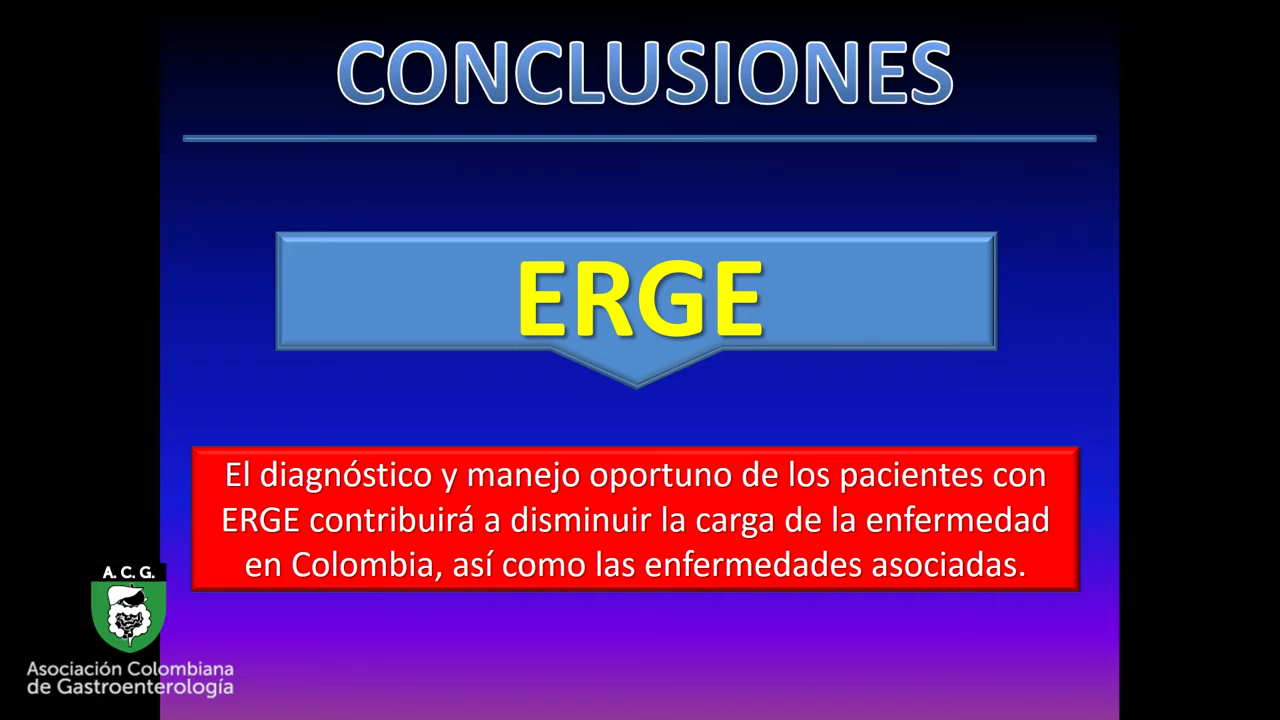 CONCLUSIONES
ERGE
El diagnóstico y manejo oportuno de los pacientes con
ERGE contribuirá a disminuir la carga de la enfermedad
en Colombia, así como las enfermedades asociadas.
A. C. G.
Asociación Colombiana
de Gastroenterología